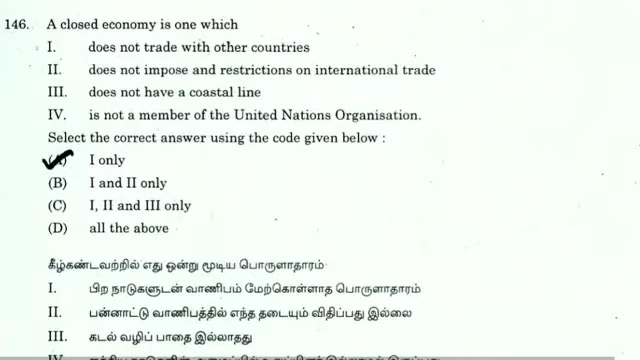 146. A closed economy is one which
I. does not trade with other countries
II. does not impose and restrictions on international trade
III. does not have a coastal line
IV. is not a member of the United Nations Organisation.
Select the correct answer using the code given below :
(A) I only
(B) I and II only
(C) I, II and III only
(D) all the above
கீழ்கண்டவற்றில் எது ஒன்று மூடிய பொருளாதாரம்
I. பிற நாடுகளுடன் வாணிபம் மேற்கொள்ளாத பொருளாதாரம்
II. பன்னாட்டு வாணிபத்தில் எந்த தடையும் விதிப்பது இல்லை
III. கடல் வழிப் பாதை இல்லாதது
IV.